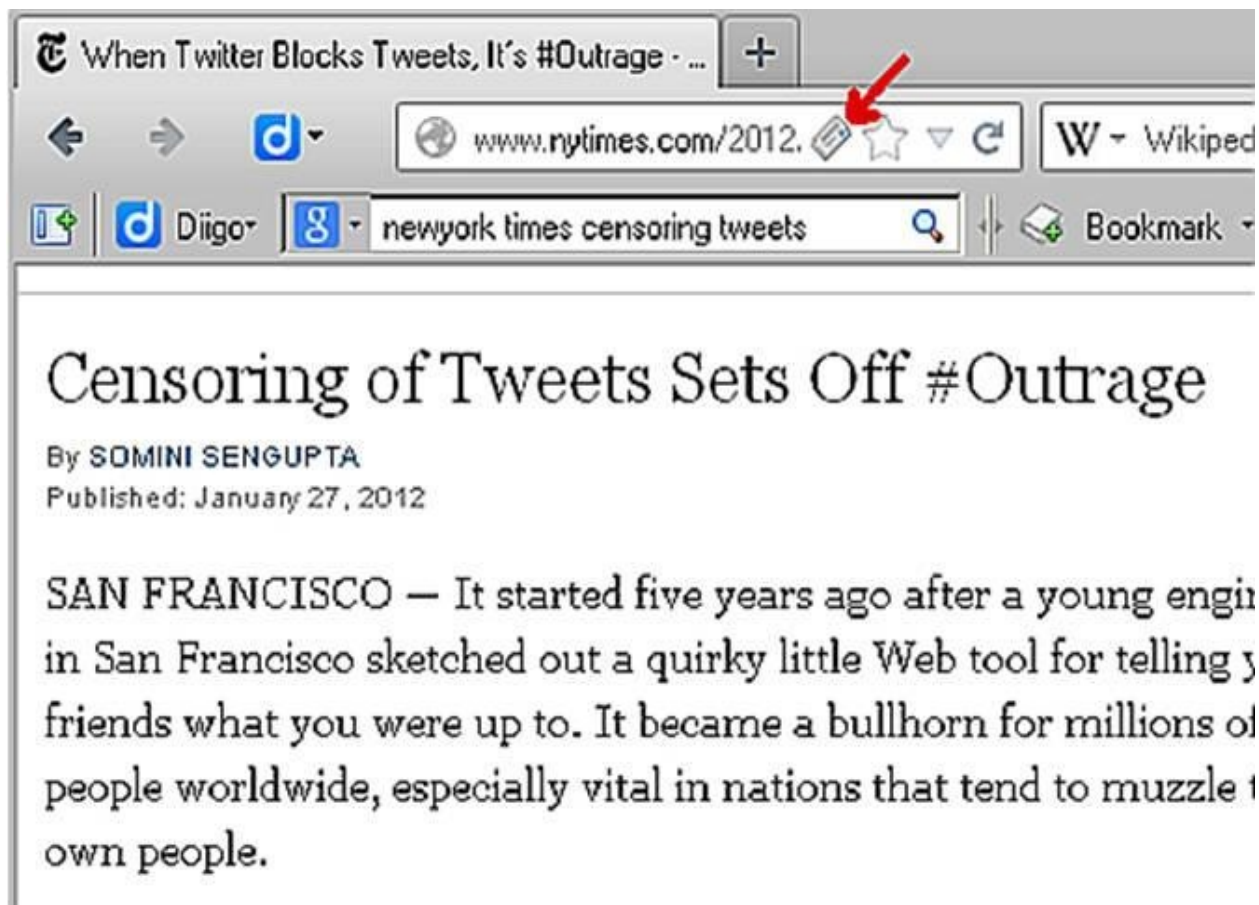 When Twitter Blocks Tweets, It's #Outrage - ...
www.nytimes.com/2012.
W Wikiped
Diigo
newyork times censoring tweets
Bookmark
Censoring of Tweets Sets Off #Outrage
By SOMINI SENGUPTA
Published: January 27, 2012
SAN FRANCISCO — It started five years ago after a young engin
in San Francisco sketched out a quirky little Web tool for telling y
friends what you were up to. It became a bullhorn for millions of
people worldwide, especially vital in nations that tend to muzzle t
own people.